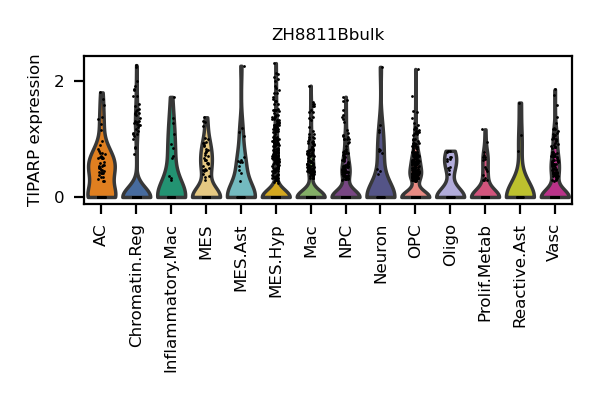 ZH8811Bbulk
TIPARP expression
2
0
AC
Chromatin.Reg
Inflammatory.Mac
MES
MES.Ast
MES.Hyp
Mac
NPC
Neuron
OPC
Oligo
Prolif.Metab
Reactive.Ast
Vasc